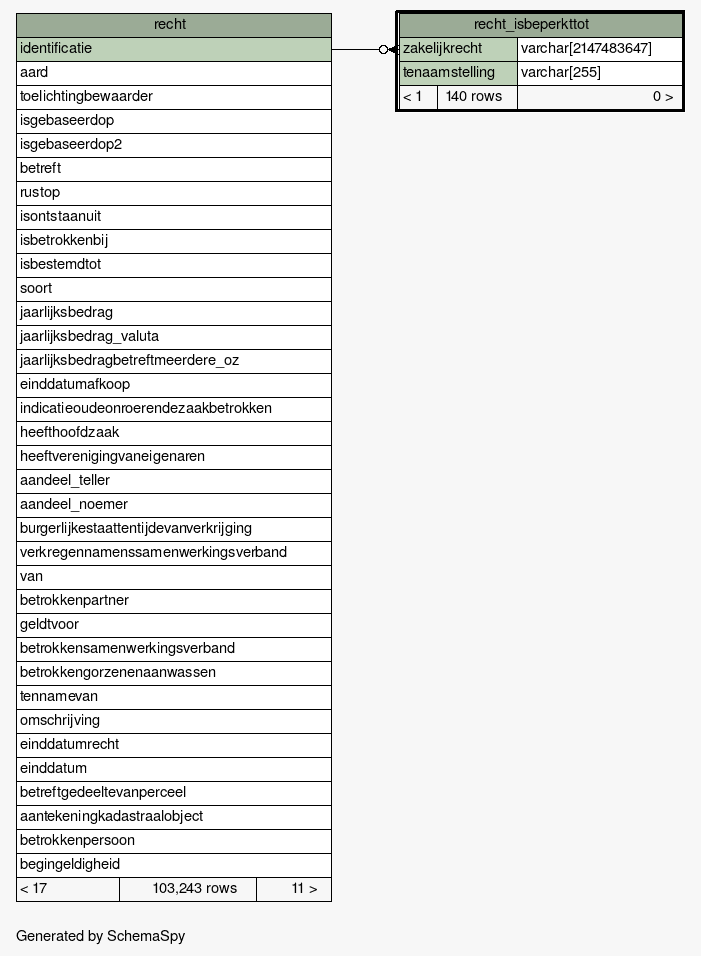 recht
identificatie
aard
toelichtingbewaarder
isgebaseerdop
isgebaseerdop2
betreft
rustop
isontstaanuit
isbetrokkenbij
isbestemdtot
soort
jaarlijksbedrag
jaarlijksbedrag_valuta
jaarlijksbedragbetreftmeerdere_oz
einddatumafkoop
indicatieoudeonroerendezaakbetrokken
heefthoofdzaak
heeftverenigingvaneigenaren
aandeel_teller
aandeel_noemer
burgerlijkestaattentijdevanverkrijging
verkregennamenssamenwerkingsverband
van
betrokkenpartner
geldtvoor
betrokkensamenwerkingsverband
betrokkengorzenenaanwassen
tennamevan
omschrijving
einddatumrecht
einddatum
betreftgedeeltevanperceel
aantekeningkadastraalobject
betrokkenpersoon
begingeldigheid
< 17 103,243 rows 11 >
recht_isbeperkttot
zakelijkrecht varchar[2147483647]
tenaamstelling varchar[255]
< 1 140 rows 0 >
Generated by SchemaSpy